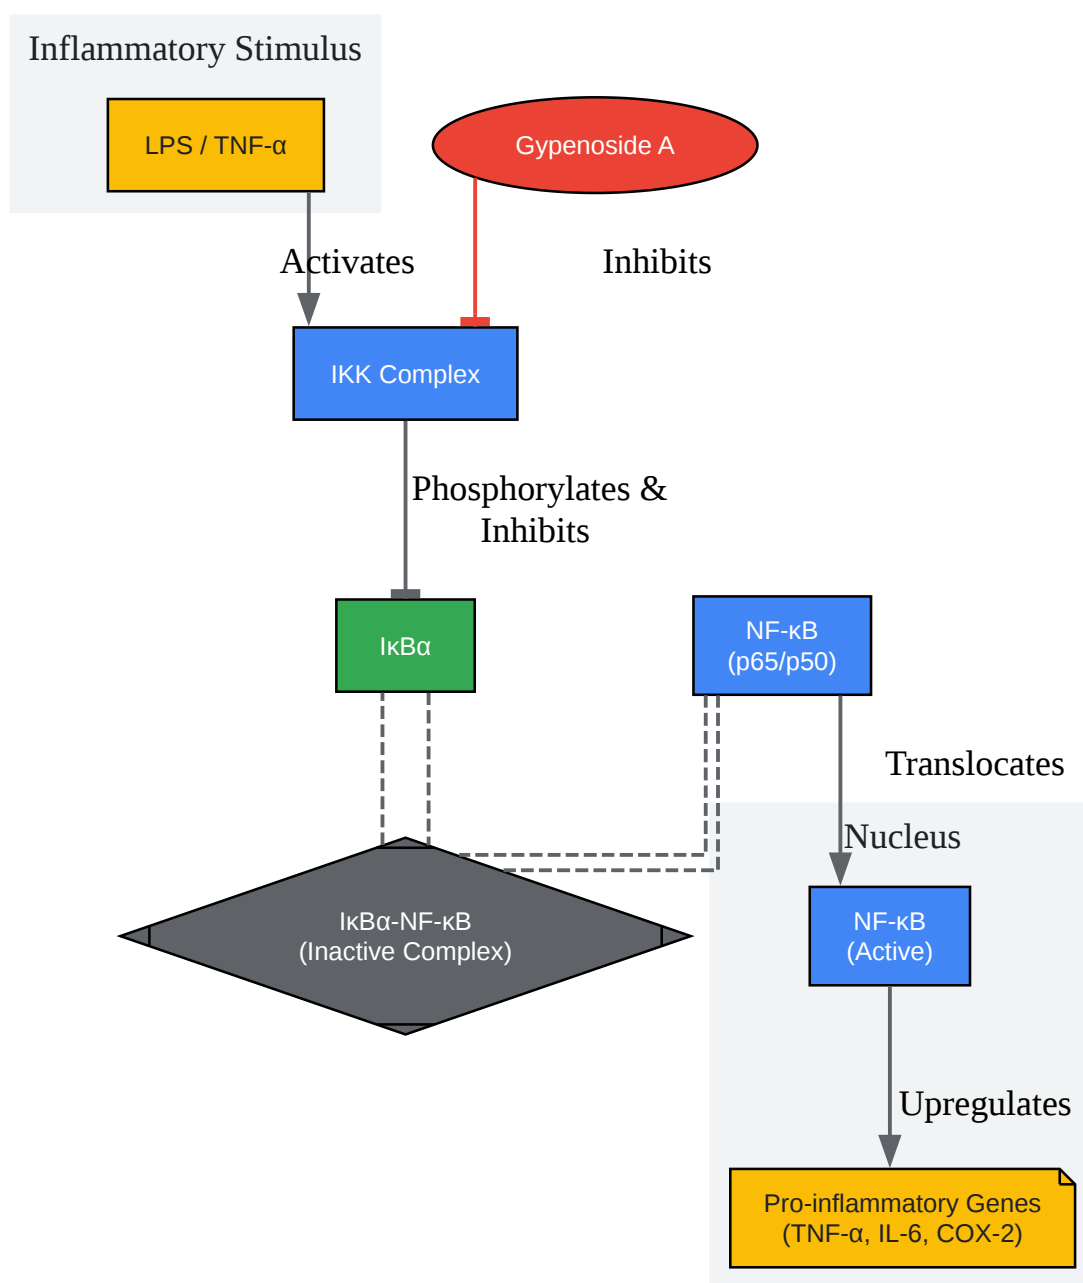 Inflammatory Stimulus
LPS / TNF-α
Gypenoside A
Activates
Inhibits
IKK Complex
Phosphorylates &
Inhibits
IκBα
NF-κB
(p65/p50)
Translocates
Nucleus
IκBα-NF-κB
(Inactive Complex)
NF-κB
(Active)
Upregulates
Pro-inflammatory Genes
(TNF-α, IL-6, COX-2)